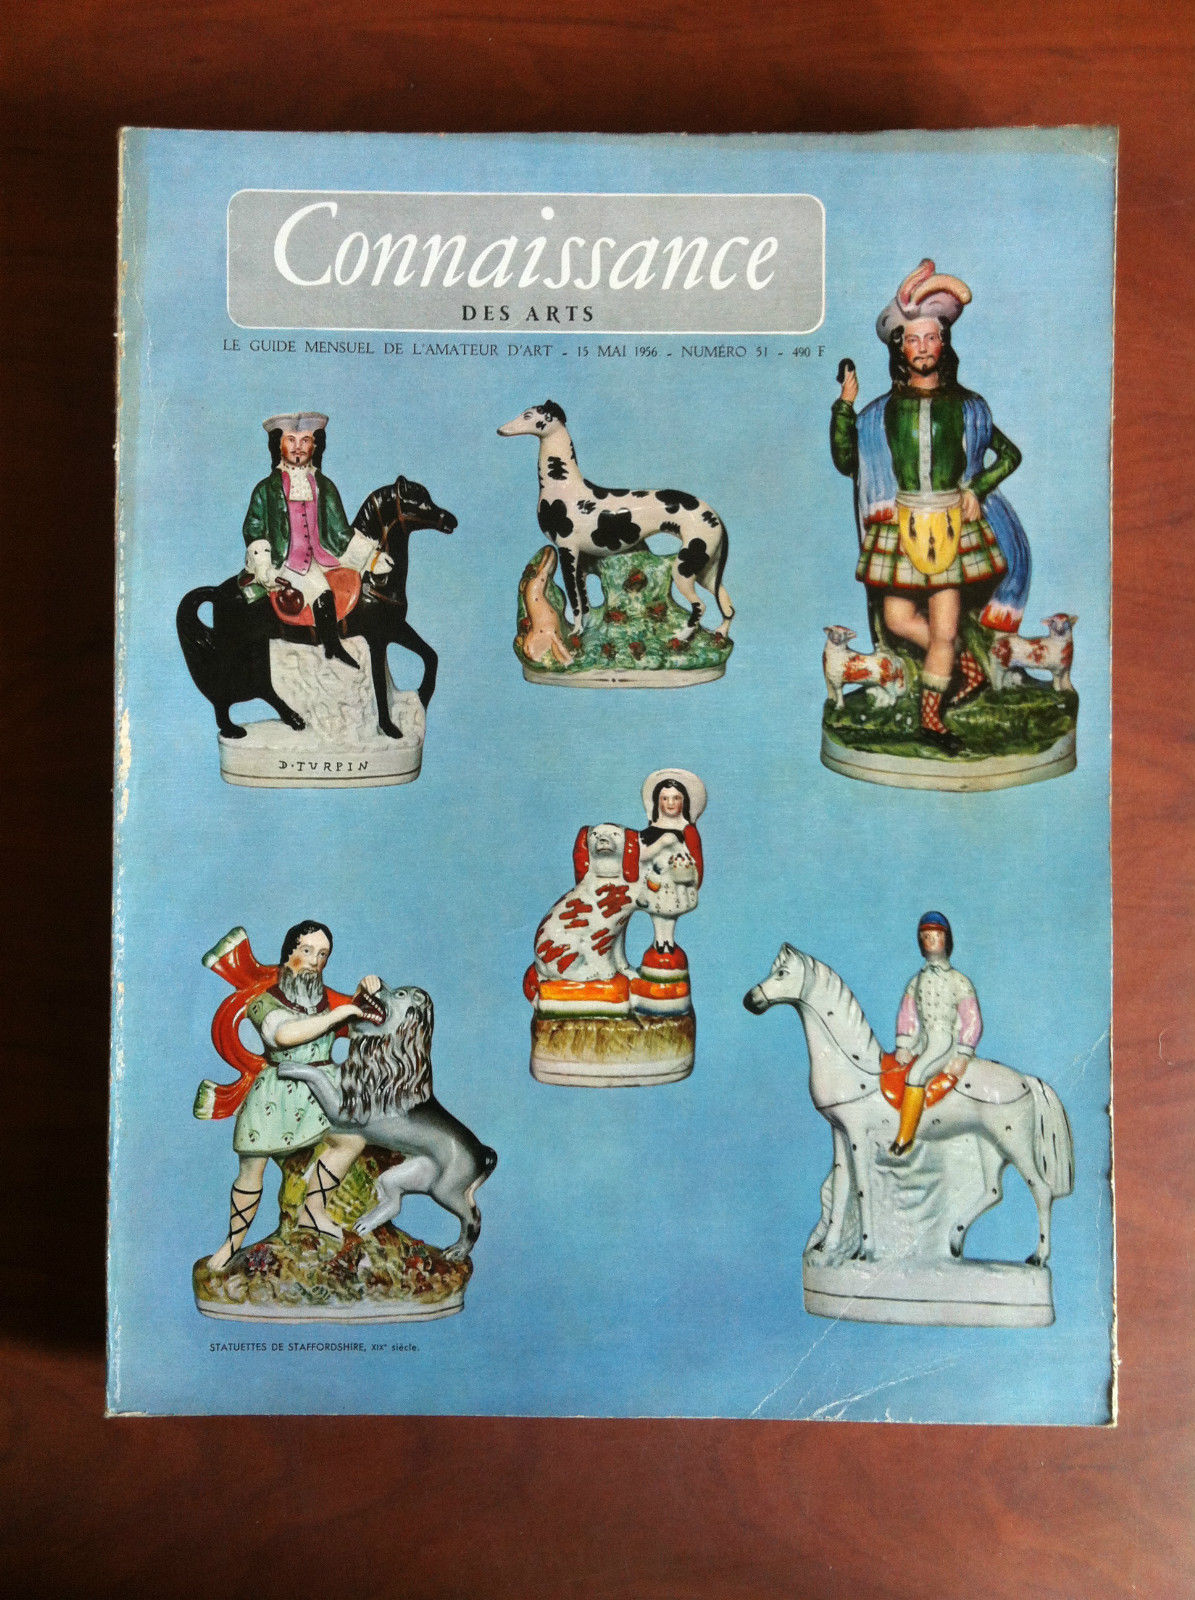 Connaissance
DES ARTS
LE GUIDE MENSUEL DE L'AMATEUR D'ART - 15 MAI 1956 - NUMÉRO 51 - 490 F
D·TURPIN
STATUETTES DE STAFFORDSHIRE, XIXᵉ siècle.